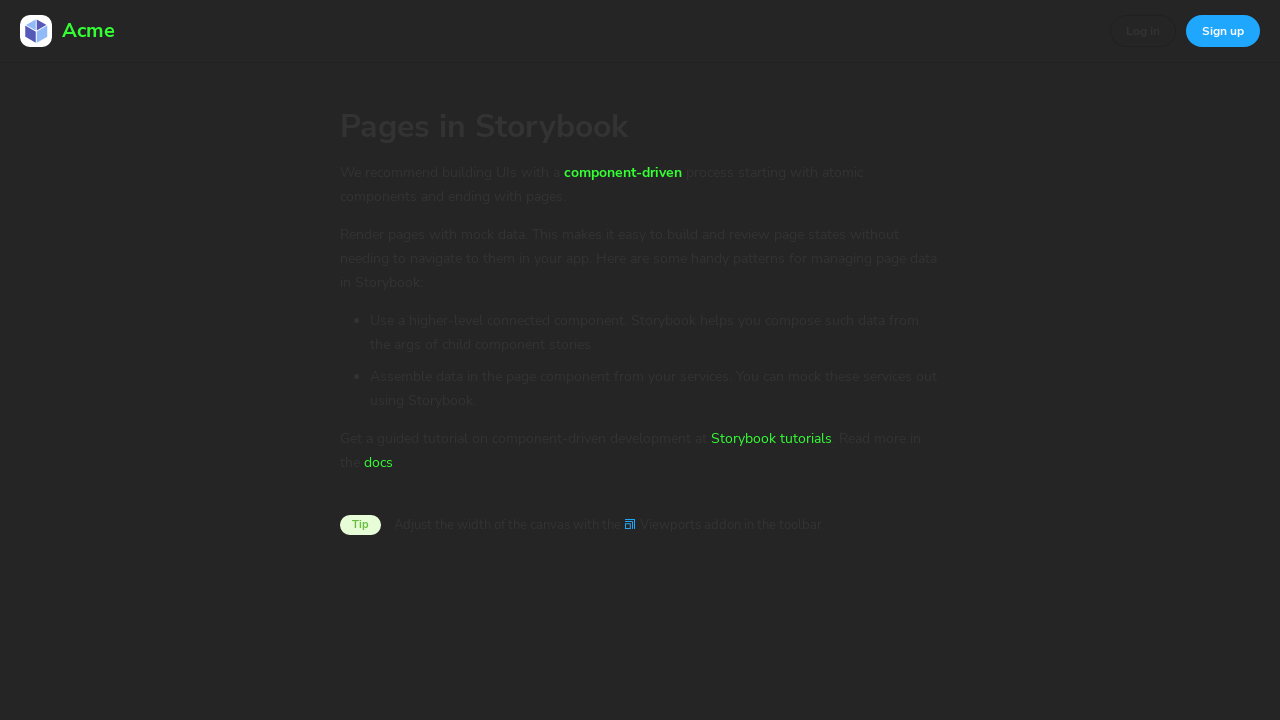 Acme
Log in
Sign up
Pages in Storybook
We recommend building UIs with a component-driven process starting with atomic
components and ending with pages.
Render pages with mock data. This makes it easy to build and review page states without
needing to navigate to them in your app. Here are some handy patterns for managing page data
in Storybook:
Use a higher-level connected component. Storybook helps you compose such data from
the args of child component stories
Assemble data in the page component from your services. You can mock these services out
using Storybook.
Get a guided tutorial on component-driven development at Storybook tutorials. Read more in
the docs.
Tip
Adjust the width of the canvas with the Viewports addon in the toolbar